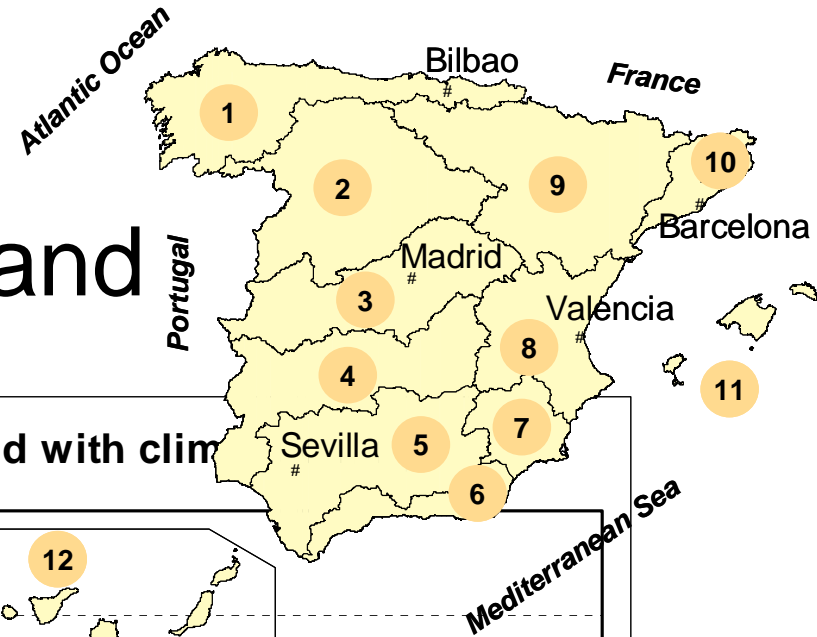 Atlantic Ocean
Bilbao
#
France
1
10
2
9
#
Barcelona
and
Portugal
Madrid
#
3
Valencia
#
8
4
11
7
d with clim
Sevilla
#
5
6
Mediterranean Sea
12